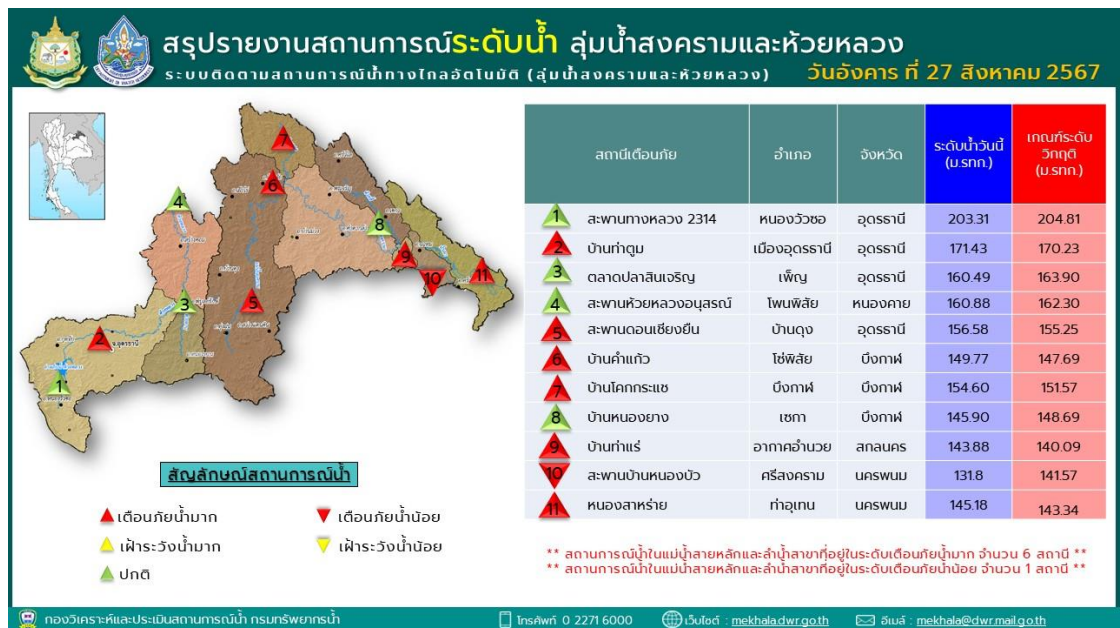 สรุปรายงานสถานการณ์ระดับน้ำ ลุ่มน้ำสงครามและห้วยหลวง
ระบบติดตามสถานการณ์น้ำทางไกลอัตโนมัติ (ลุ่มน้ำสงครามและห้วยหลวง)
วันอังคาร ที่ 27 สิงหาคม 2567
7
6
4
8
9
10
11
3
5
2
อ.อุดรธานี
1
สัญลักษณ์สถานการณ์น้ำ
เตือนภัยน้ำมาก
เตือนภัยน้ำน้อย
เฝ้าระวังน้ำมาก
เฝ้าระวังน้ำน้อย
ปกติ
สถานีเตือนภัย อำเภอ จังหวัด ระดับน้ำวันนี้ (ม.รทก.) เกณฑ์ระดับวิกฤติ (ม.รทก.)
1 สะพานทางหลวง 2314 หนองวัวซอ อุดรธานี 203.31 204.81
2 บ้านท่าตูม เมืองอุดรธานี อุดรธานี 171.43 170.23
3 ตลาดปลาสินเจริญ เพ็ญ อุดรธานี 160.49 163.90
4 สะพานห้วยหลวงอนุสรณ์ โพนพิสัย หนองคาย 160.88 162.30
5 สะพานดอนเชียงยืน บ้านดุง อุดรธานี 156.58 155.25
6 บ้านคำแก้ว โซ่พิสัย บึงกาฬ 149.77 147.69
7 บ้านโคกกระแซ บึงกาฬ บึงกาฬ 154.60 151.57
8 บ้านหนองยาง เซกา บึงกาฬ 145.90 148.69
9 บ้านท่าแร่ อากาศอำนวย สกลนคร 143.88 140.09
10 สะพานบ้านหนองบัว ศรีสงคราม นครพนม 131.8 141.57
11 หนองสาหร่าย ท่าอุเทน นครพนม 145.18 143.34
** สถานการณ์น้ำในแม่น้ำสายหลักและลำน้ำสาขาที่อยู่ในระดับเตือนภัยน้ำมาก จำนวน 6 สถานี **
** สถานการณ์น้ำในแม่น้ำสายหลักและลำน้ำสาขาที่อยู่ในระดับเตือนภัยน้ำน้อย จำนวน 1 สถานี **
กองวิเคราะห์และประเมินสถานการณ์น้ำ กรมทรัพยากรน้ำ
โทรศัพท์ 0 2271 6000
เว็บไซต์ : mekhala.dwr.go.th
อีเมล์ : mekhala@dwr.mail.go.th